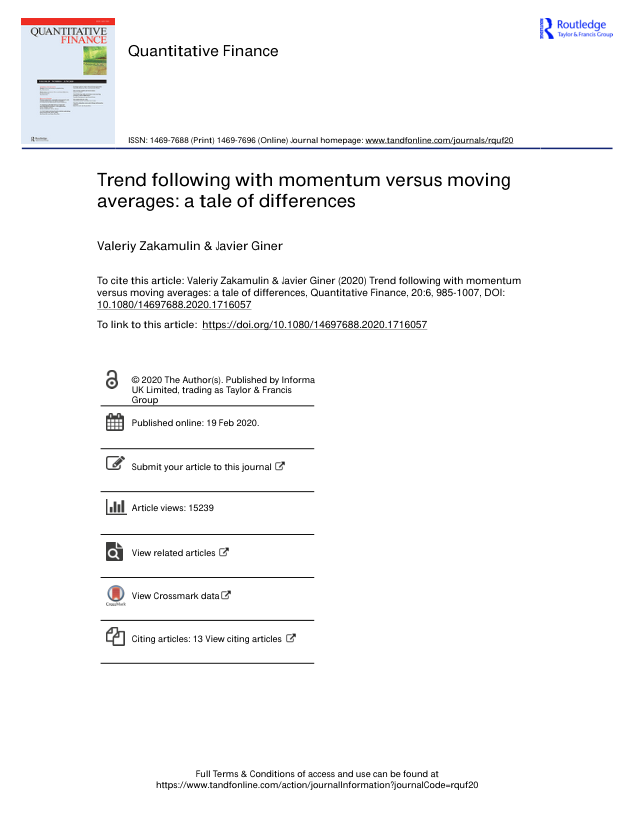 QUANTITATIVE
FINANCE
Routledge
Taylor & Francis Group
Quantitative Finance
ISSN: 1469-7688 (Print) 1469-7696 (Online) Journal homepage: www.tandfonline.com/journals/rquf20
Trend following with momentum versus moving
averages: a tale of differences
Valeriy Zakamulin & Javier Giner
To cite this article: Valeriy Zakamulin & Javier Giner (2020) Trend following with momentum
versus moving averages: a tale of differences, Quantitative Finance, 20:6, 985-1007, DOI:
10.1080/14697688.2020.1716057
To link to this article: https://doi.org/10.1080/14697688.2020.1716057
© 2020 The Author(s). Published by Informa
UK Limited, trading as Taylor & Francis
Group
Published online: 19 Feb 2020.
Submit your article to this journal
Article views: 15239
View related articles
View Crossmark data
CrossMark
Citing articles: 13 View citing articles
Full Terms & Conditions of access and use can be found at
https://www.tandfonline.com/action/journalInformation?journalCode=rquf20